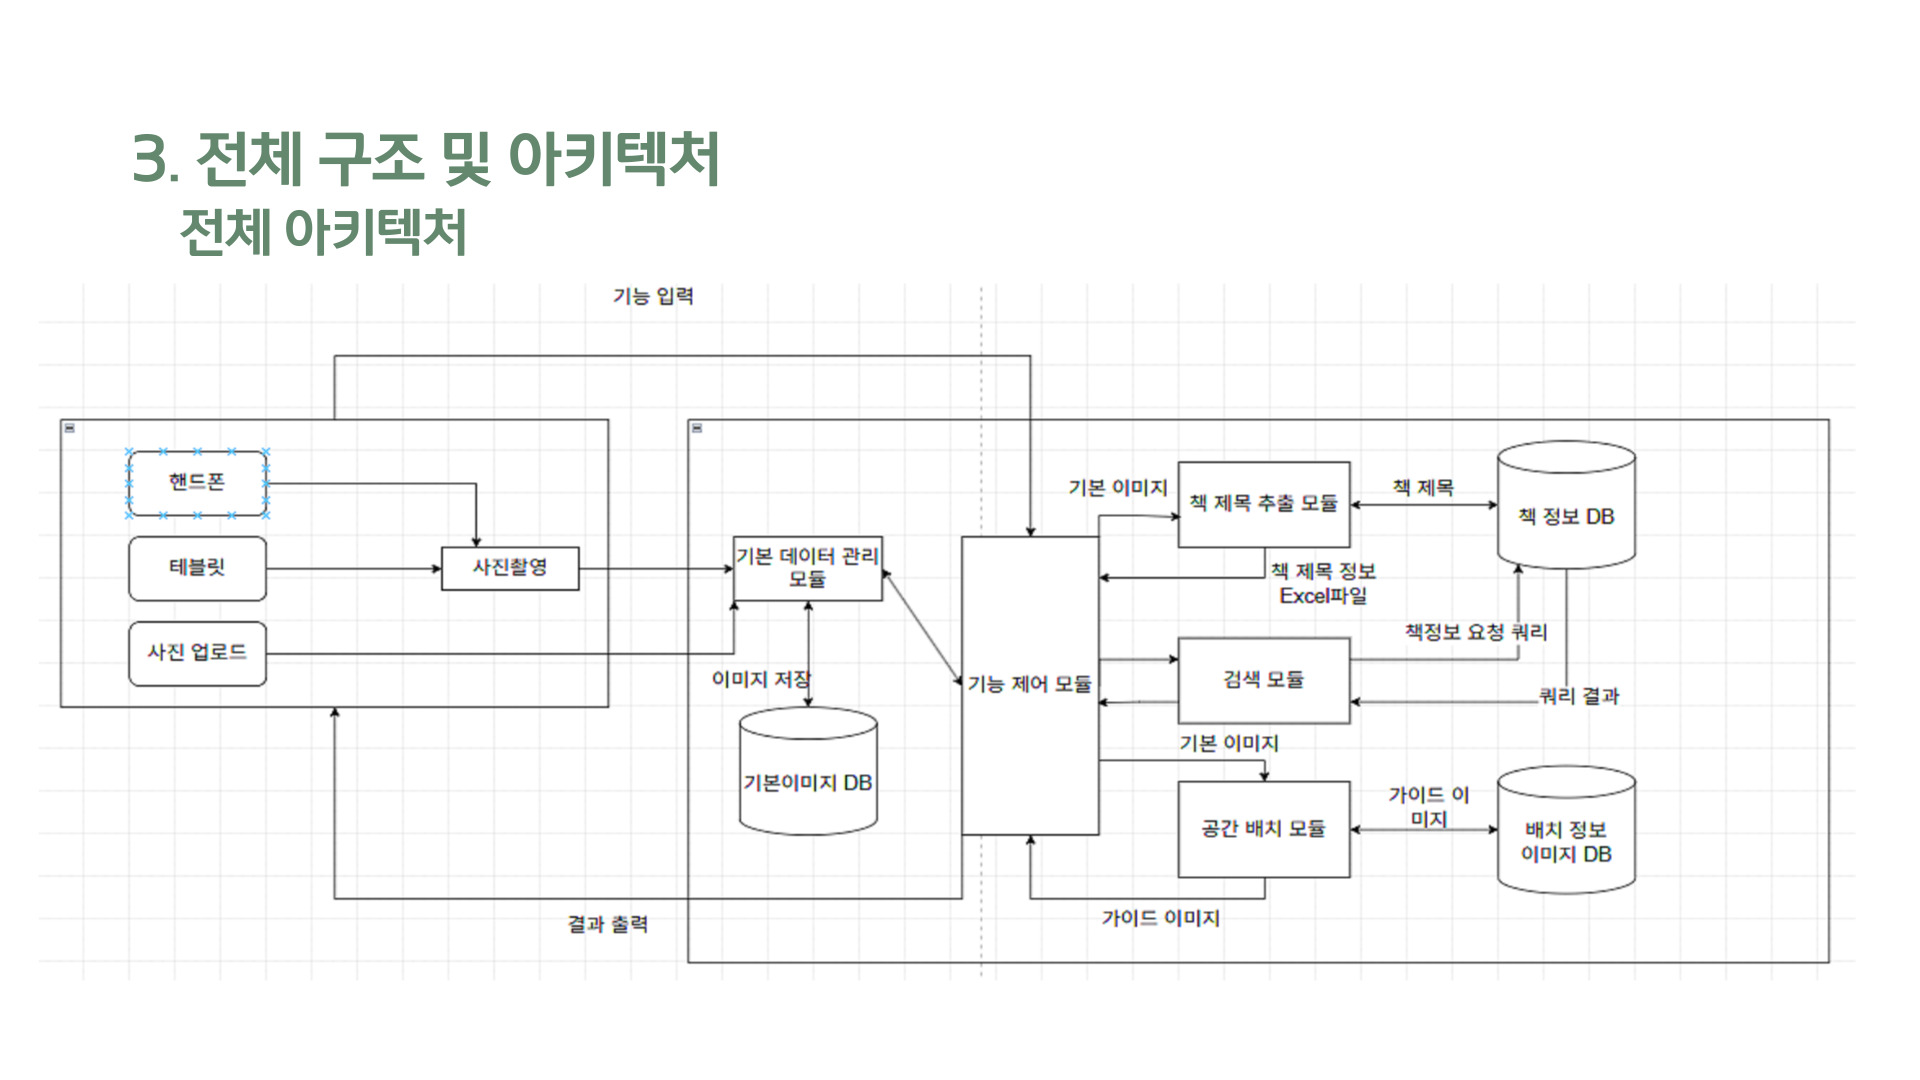 3. 전체 구조 및 아키텍처
전체 아키텍처
기능 입력
핸드폰
테블릿
사진 업로드
사진촬영
기본 데이터 관리
모듈
이미지 저장
기본이미지 DB
기능 제어 모듈
기본 이미지
책 제목 추출 모듈
책 제목
책 정보 DB
책 제목 정보
Excel파일
책정보 요청 쿼리
검색 모듈
쿼리 결과
기본 이미지
공간 배치 모듈
가이드 이
미지
배치 정보
이미지 DB
가이드 이미지
결과 출력